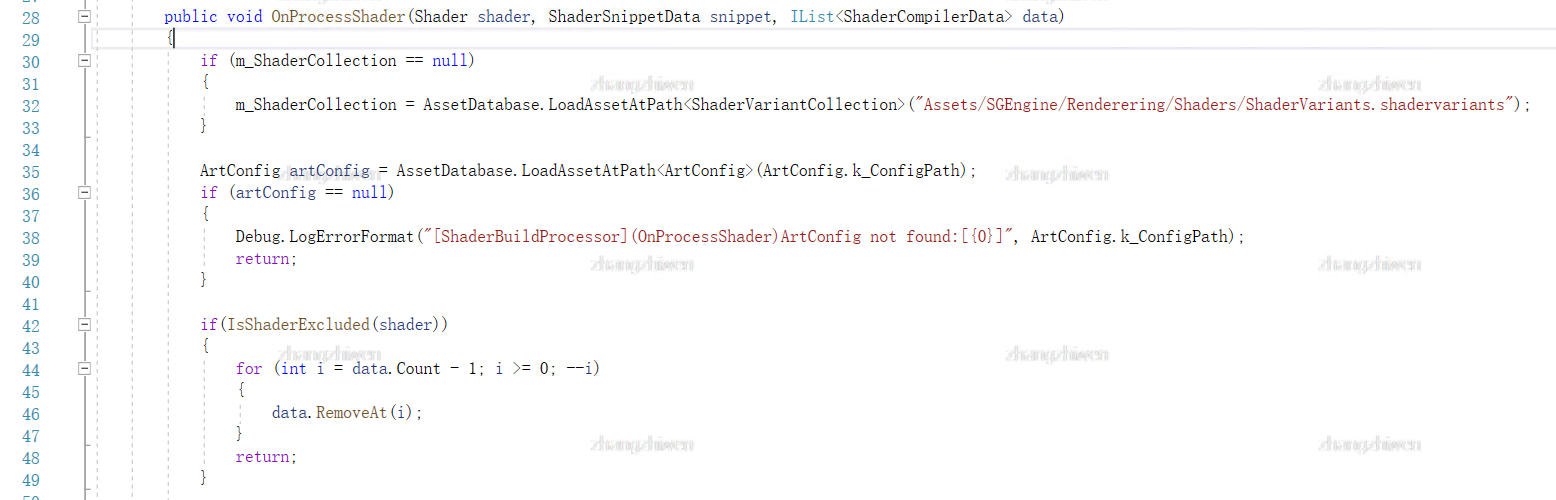 28 public void OnProcessShader(Shader shader, ShaderSnippetData snippet, IList<ShaderCompilerData> data)
29 {
30 if (m_ShaderCollection == null)
31 {
32 m_ShaderCollection = AssetDatabase.LoadAssetAtPath<ShaderVariantCollection>("Assets/SGEngine/Renderering/Shaders/ShaderVariants.shadervariants");
33 }
34
35 ArtConfig artConfig = AssetDatabase.LoadAssetAtPath<ArtConfig>(ArtConfig.k_ConfigPath);
36 if (artConfig == null)
37 {
38 Debug.LogErrorFormat("[ShaderBuildProcessor](OnProcessShader)ArtConfig not found:[{0}]", ArtConfig.k_ConfigPath);
39 return;
40 }
41
42 if(IsShaderExcluded(shader))
43 {
44 for (int i = data.Count - 1; i >= 0; --i)
45 {
46 data.RemoveAt(i);
47 }
48 return;
49 }